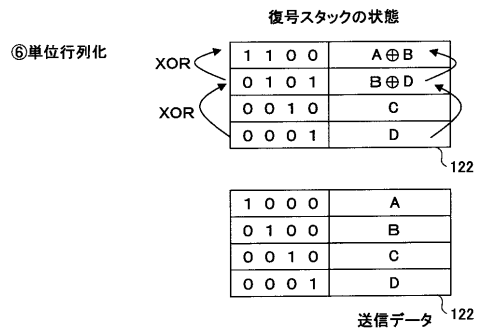 復号スタックの状態
⑥単位行列化
XOR
XOR
1 1 0 0 A⊕B
0 1 0 1 B⊕D
0 0 1 0 C
0 0 0 1 D
122
1 0 0 0 A
0 1 0 0 B
0 0 1 0 C
0 0 0 1 D
122
送信データ